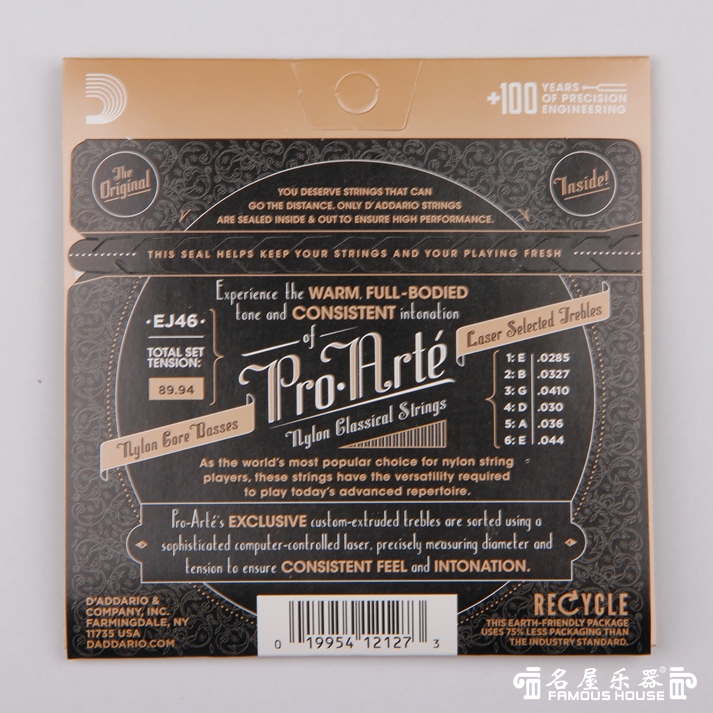 +100 YEARS
OF PRECISION
ENGINEERING
The
Original
Inside!
YOU DESERVE STRINGS THAT CAN
GO THE DISTANCE. ONLY D'ADDARIO STRINGS
ARE SEALED INSIDE & OUT TO ENSURE HIGH PERFORMANCE.
THIS SEAL HELPS KEEP YOUR STRINGS AND YOUR PLAYING FRESH
Experience the WARM, FULL-BODIED
tone and CONSISTENT intonation
of
Pro·Arté
Nylon Classical Strings
·EJ46·
TOTAL SET
TENSION:
89.94
Nylon Core Basses
Laser Selected Trebles
1: E .0285
2: B .0327
3: G .0410
4: D .030
5: A .036
6: E .044
As the world's most popular choice for nylon string
players, these strings have the versatility required
to play today's advanced repertoire.
Pro-Arté's EXCLUSIVE custom-extruded trebles are sorted using a
sophisticated computer-controlled laser, precisely measuring diameter and
tension to ensure CONSISTENT FEEL and INTONATION.
D'ADDARIO &
COMPANY, INC.
FARMINGDALE, NY
11735 USA
DADDARIO.COM
0 19954 12127 3
RECYCLE
THIS EARTH-FRIENDLY PACKAGE
USES 75% LESS PACKAGING THAN
THE INDUSTRY STANDARD.
名屋乐器®
FAMOUS HOUSE